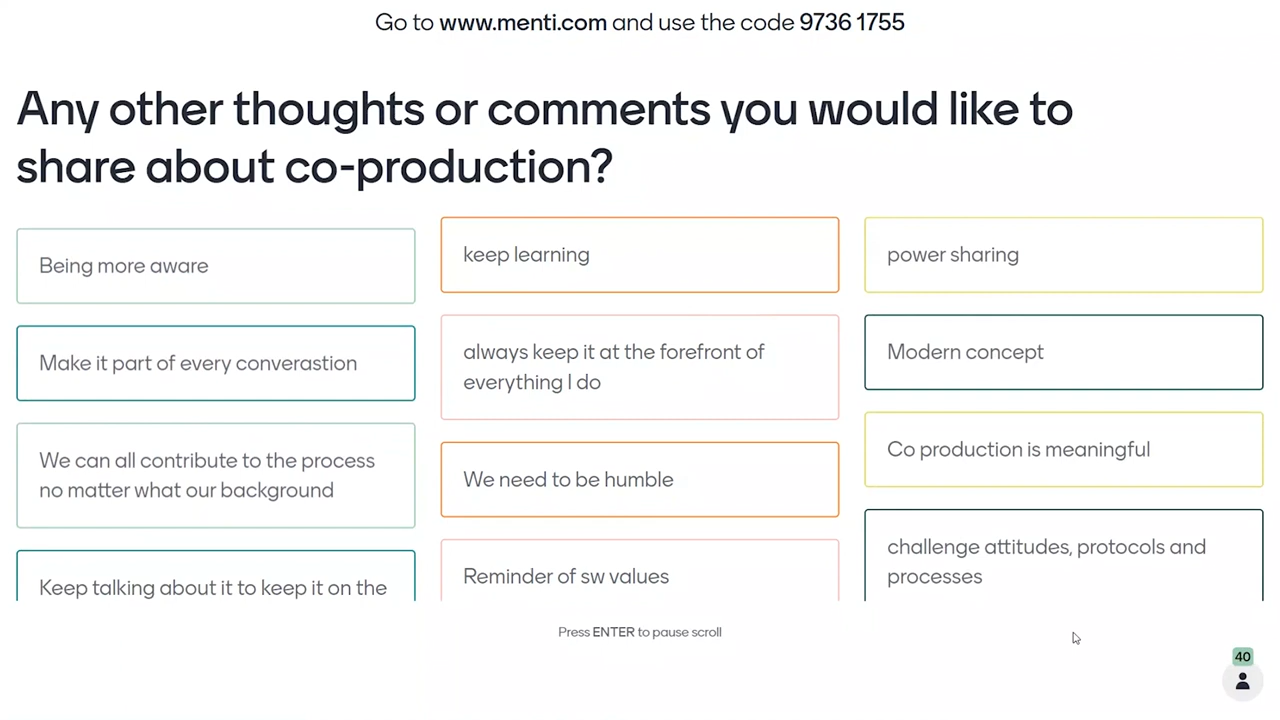 Go to www.menti.com and use the code 9736 1755
Any other thoughts or comments you would like to
share about co-production?
Being more aware
Make it part of every converastion
We can all contribute to the process
no matter what our background
Keep talking about it to keep it on the
keep learning
always keep it at the forefront of
everything I do
We need to be humble
Reminder of sw values
power sharing
Modern concept
Co production is meaningful
challenge attitudes, protocols and
processes
Press ENTER to pause scroll
40